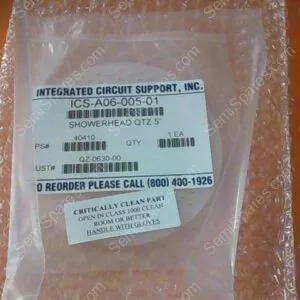 INTEGRATED CIRCUIT SUPPORT, INC.
ICS-A06-005-01
SHOWERHEAD QTZ 5"
40410
1 EA
PS#
QTY
QZ-0630-00
UST#
O REORDER PLEASE CALL (800) 400-1926
CRITICALLY CLEAN PART
OPEN IN CLASS 1000 CLEAN
ROOM OR BETTER
HANDLE WITH GLOVES